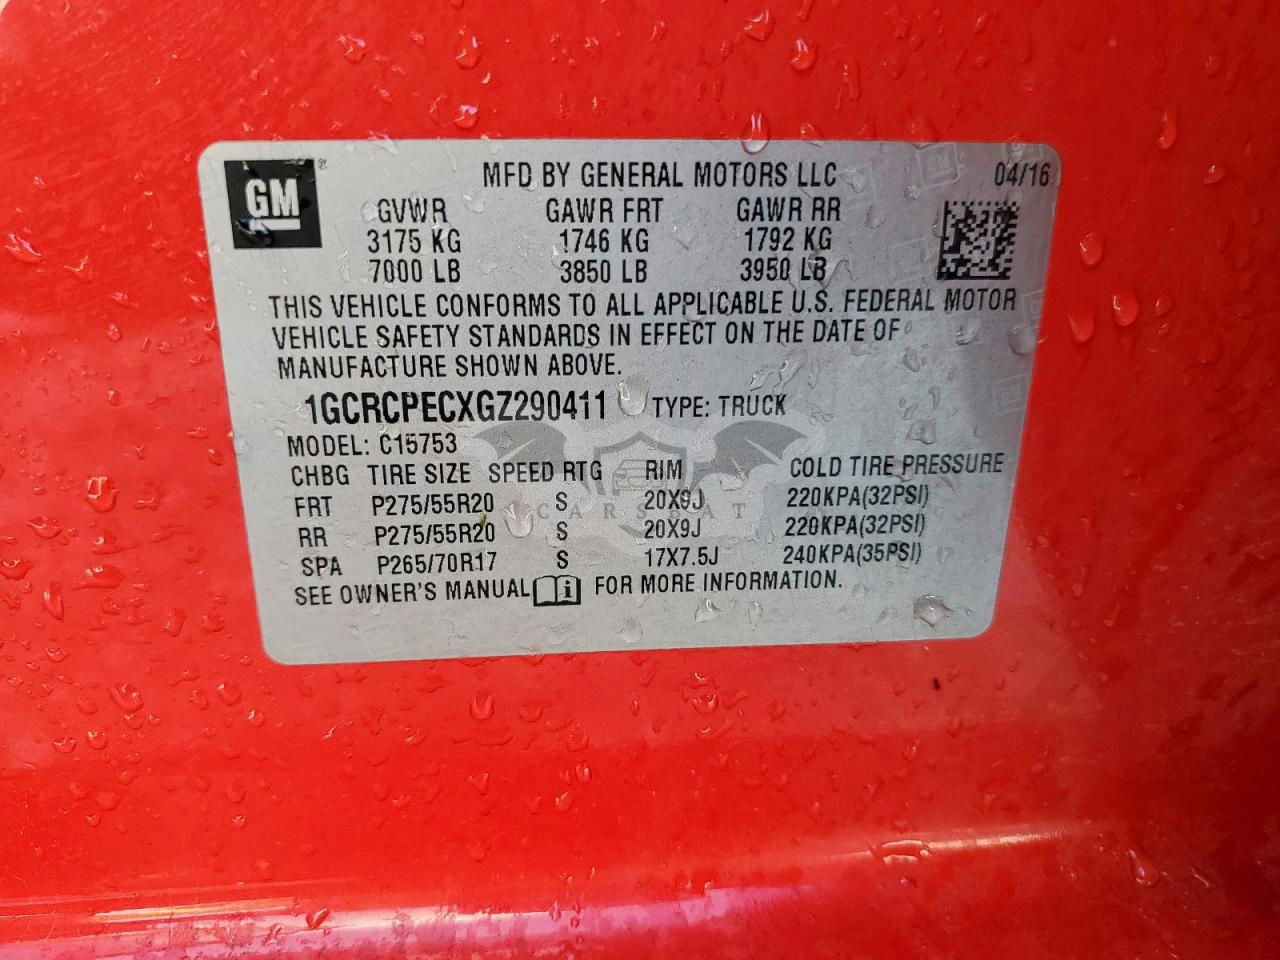 GM ®
MFD BY GENERAL MOTORS LLC 04/16
GVWR GAWR FRT GAWR RR
3175 KG 1746 KG 1792 KG
7000 LB 3850 LB 3950 LB
THIS VEHICLE CONFORMS TO ALL APPLICABLE U.S. FEDERAL MOTOR
VEHICLE SAFETY STANDARDS IN EFFECT ON THE DATE OF
MANUFACTURE SHOWN ABOVE.
1GCRCPECXGZ290411 TYPE: TRUCK
MODEL: C15753
CHBG TIRE SIZE SPEED RTG RIM COLD TIRE PRESSURE
FRT P275/55R20 S 20X9J 220KPA(32PSI)
RR P275/55R20 S 20X9J 220KPA(32PSI)
SPA P265/70R17 S 17X7.5J 240KPA(35PSI)
SEE OWNER'S MANUAL i FOR MORE INFORMATION.